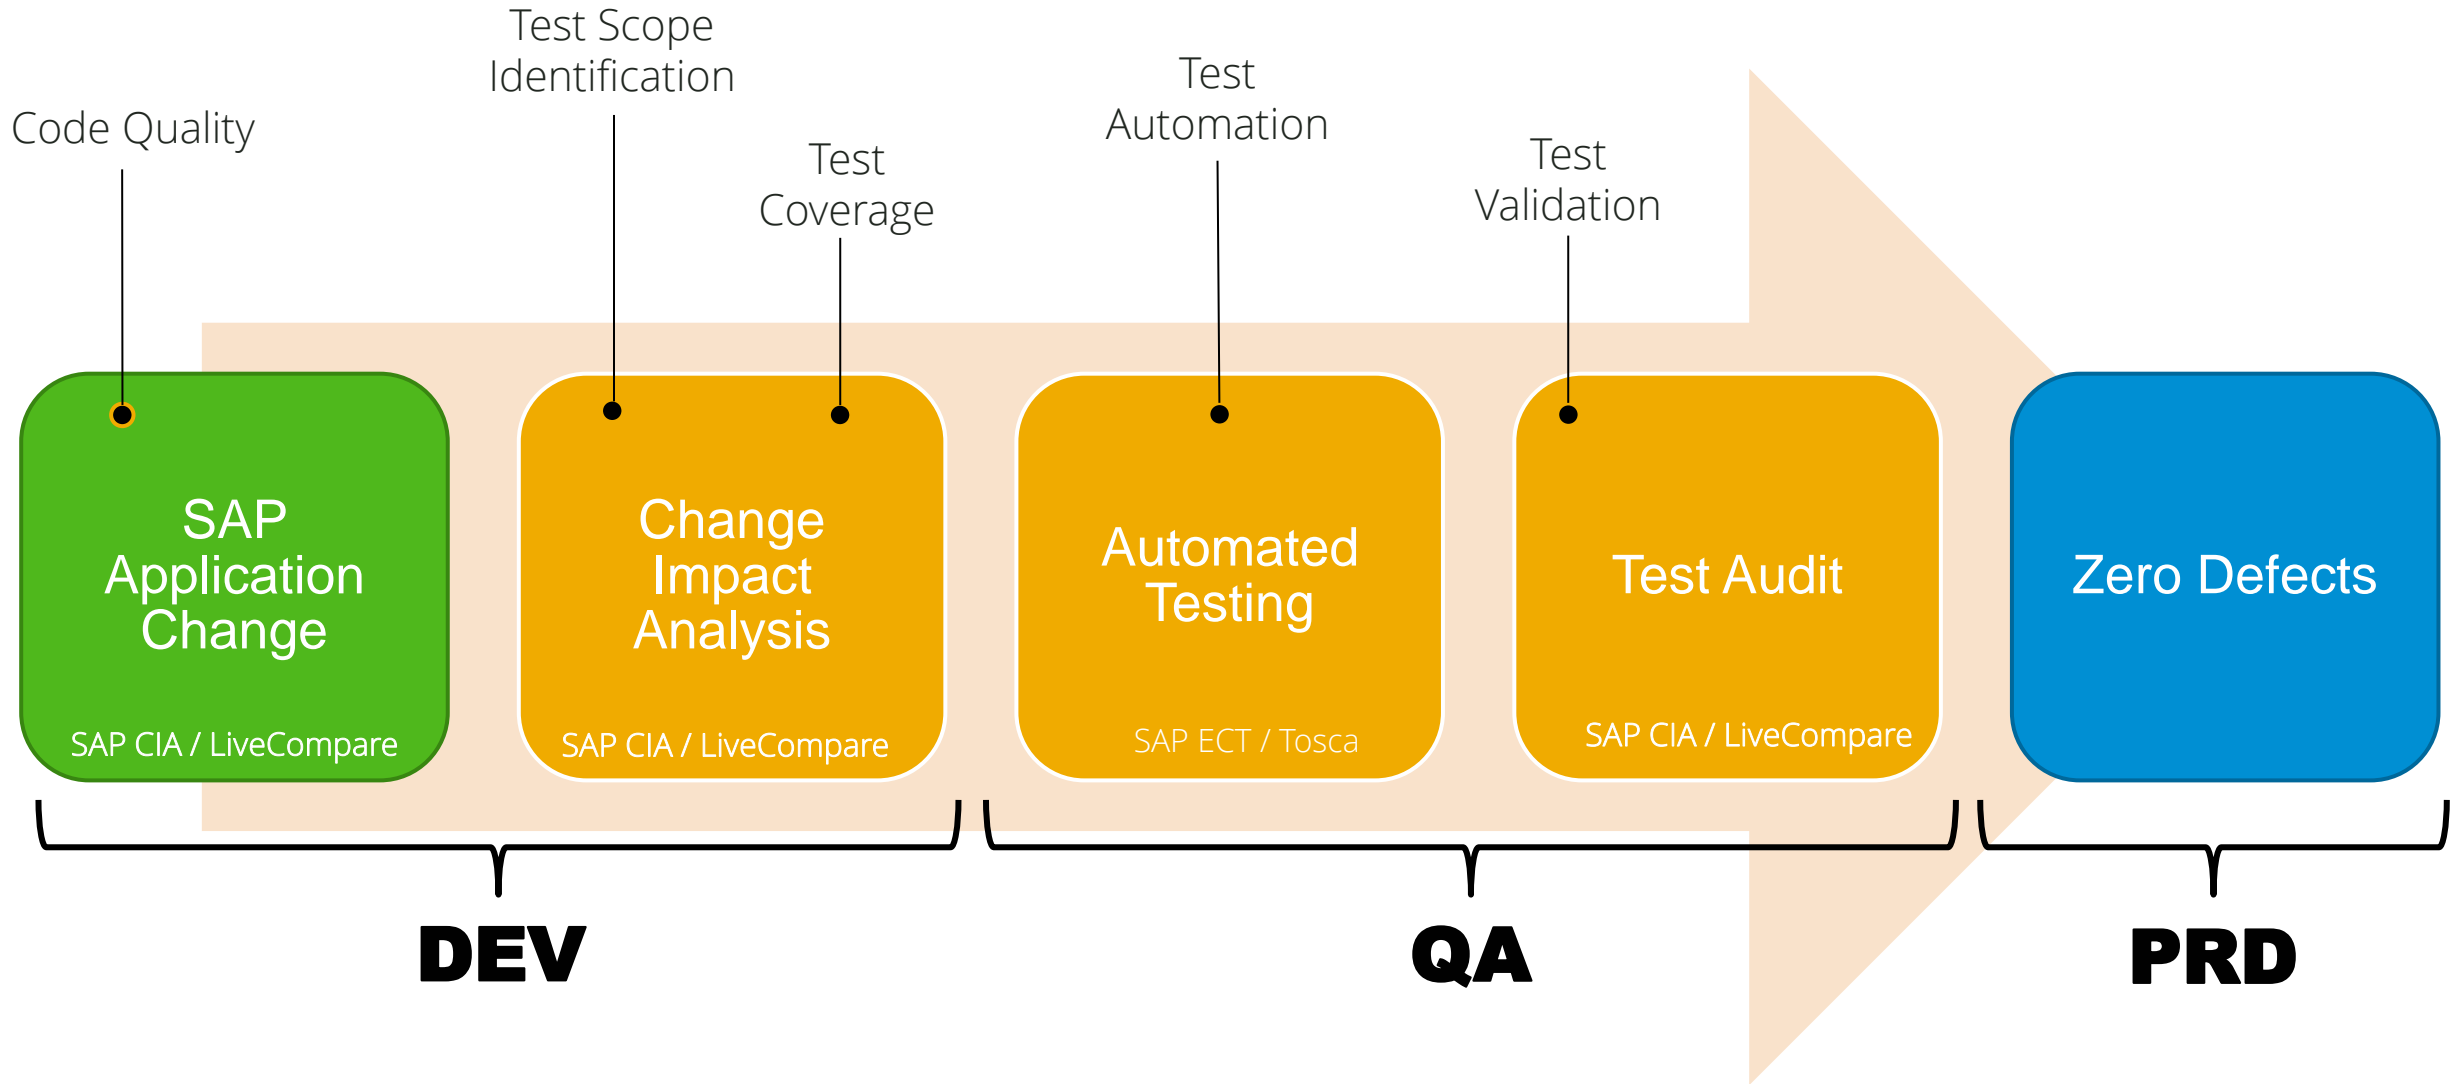 Test Scope
Identification
Code Quality
Test
Coverage
Test
Automation
Test
Validation
SAP
Application
Change
SAP CIA / LiveCompare
Change
Impact
Analysis
SAP CIA / LiveCompare
Automated
Testing
SAP ECT / Tosca
Test Audit
SAP CIA / LiveCompare
Zero Defects
DEV
QA
PRD